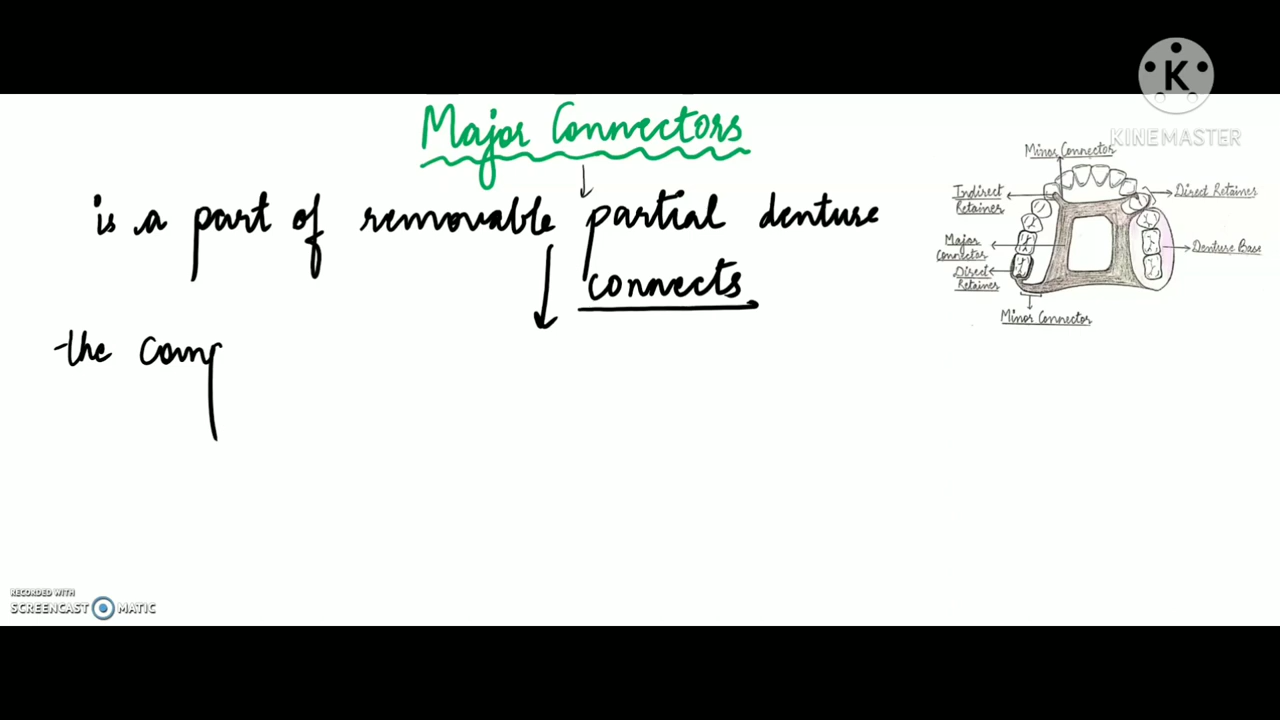 K
KINEMASTER
Major Connectors
is a part of removable partial denture
connects
the comp
Minor Connector
Indirect
Retainer
Direct Retainer
Major
Connector
Denture Base
Direct
Retainer
Minor Connector
RECORDED WITH
SCREENCAST MATIC